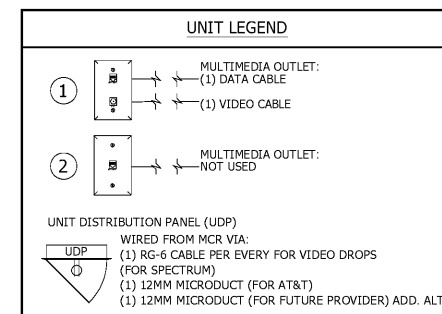 UNIT LEGEND
1
MULTIMEDIA OUTLET:
(1) DATA CABLE
(1) VIDEO CABLE
2
MULTIMEDIA OUTLET:
NOT USED
UNIT DISTRIBUTION PANEL (UDP)
UDP
WIRED FROM MCR VIA:
(1) RG-6 CABLE PER EVERY FOR VIDEO DROPS
(FOR SPECTRUM)
(1) 12MM MICRODUCT (FOR AT&T)
(1) 12MM MICRODUCT (FOR FUTURE PROVIDER) ADD. ALT